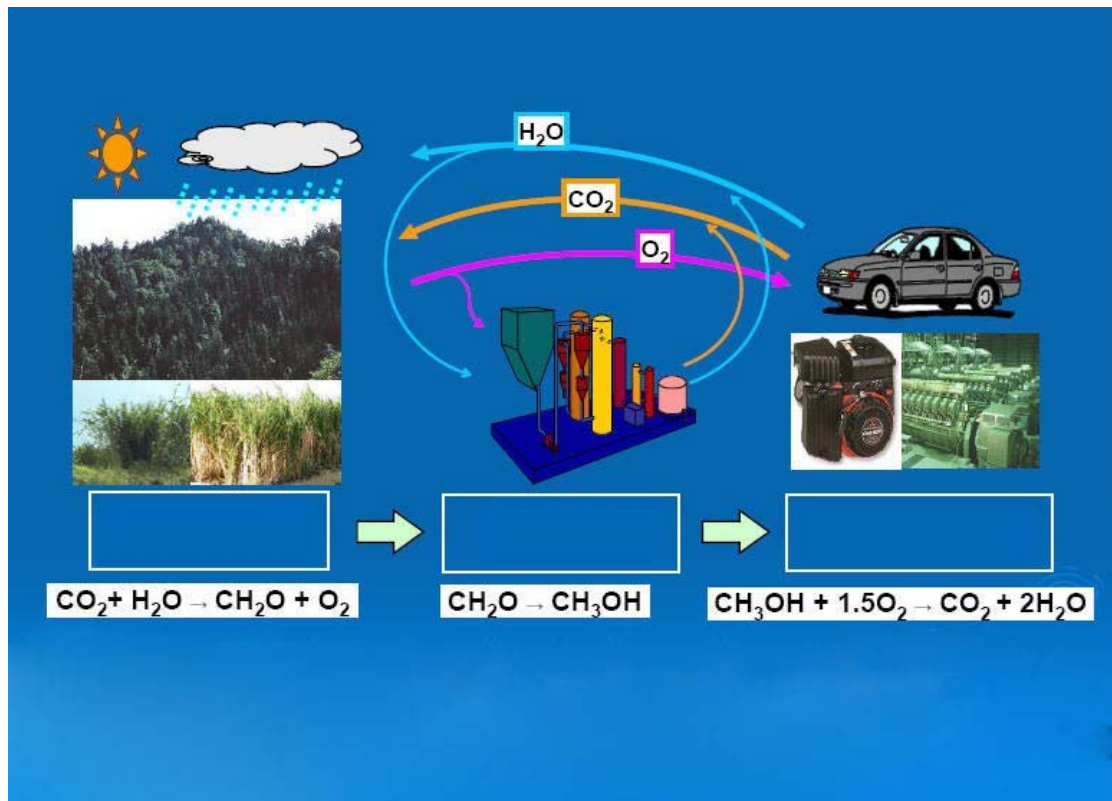 H₂O
CO₂
O₂
CO₂+ H₂O → CH₂O + O₂
CH₂O → CH₃OH
CH₃OH + 1.5O₂ → CO₂ + 2H₂O